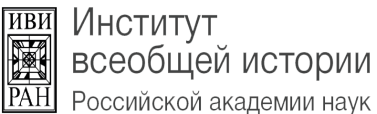 ИВИ
РАН
Институт
всеобщей истории
Российской академии наук